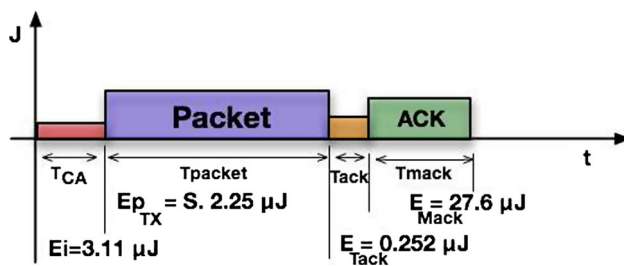 J
Packet
ACK
t
TCA
Tpacket
Tack
Tmack
EpTX = S. 2.25 µJ
EMack = 27.6 µJ
Ei=3.11 µJ
ETack = 0.252 µJ